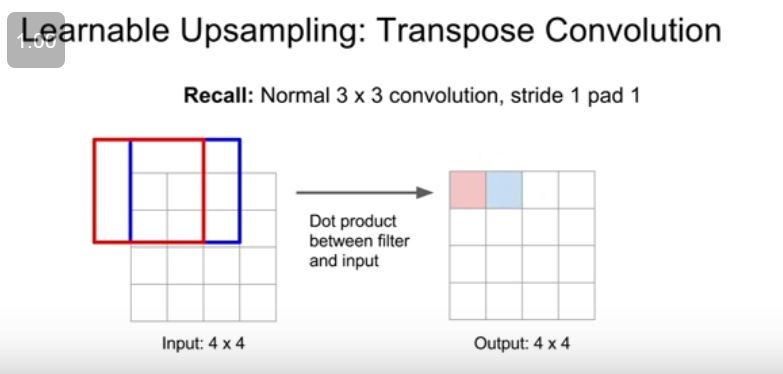 Learnable Upsampling: Transpose Convolution
1.00
Recall: Normal 3 x 3 convolution, stride 1 pad 1
Dot product
between filter
and input
Input: 4 x 4
Output: 4 x 4